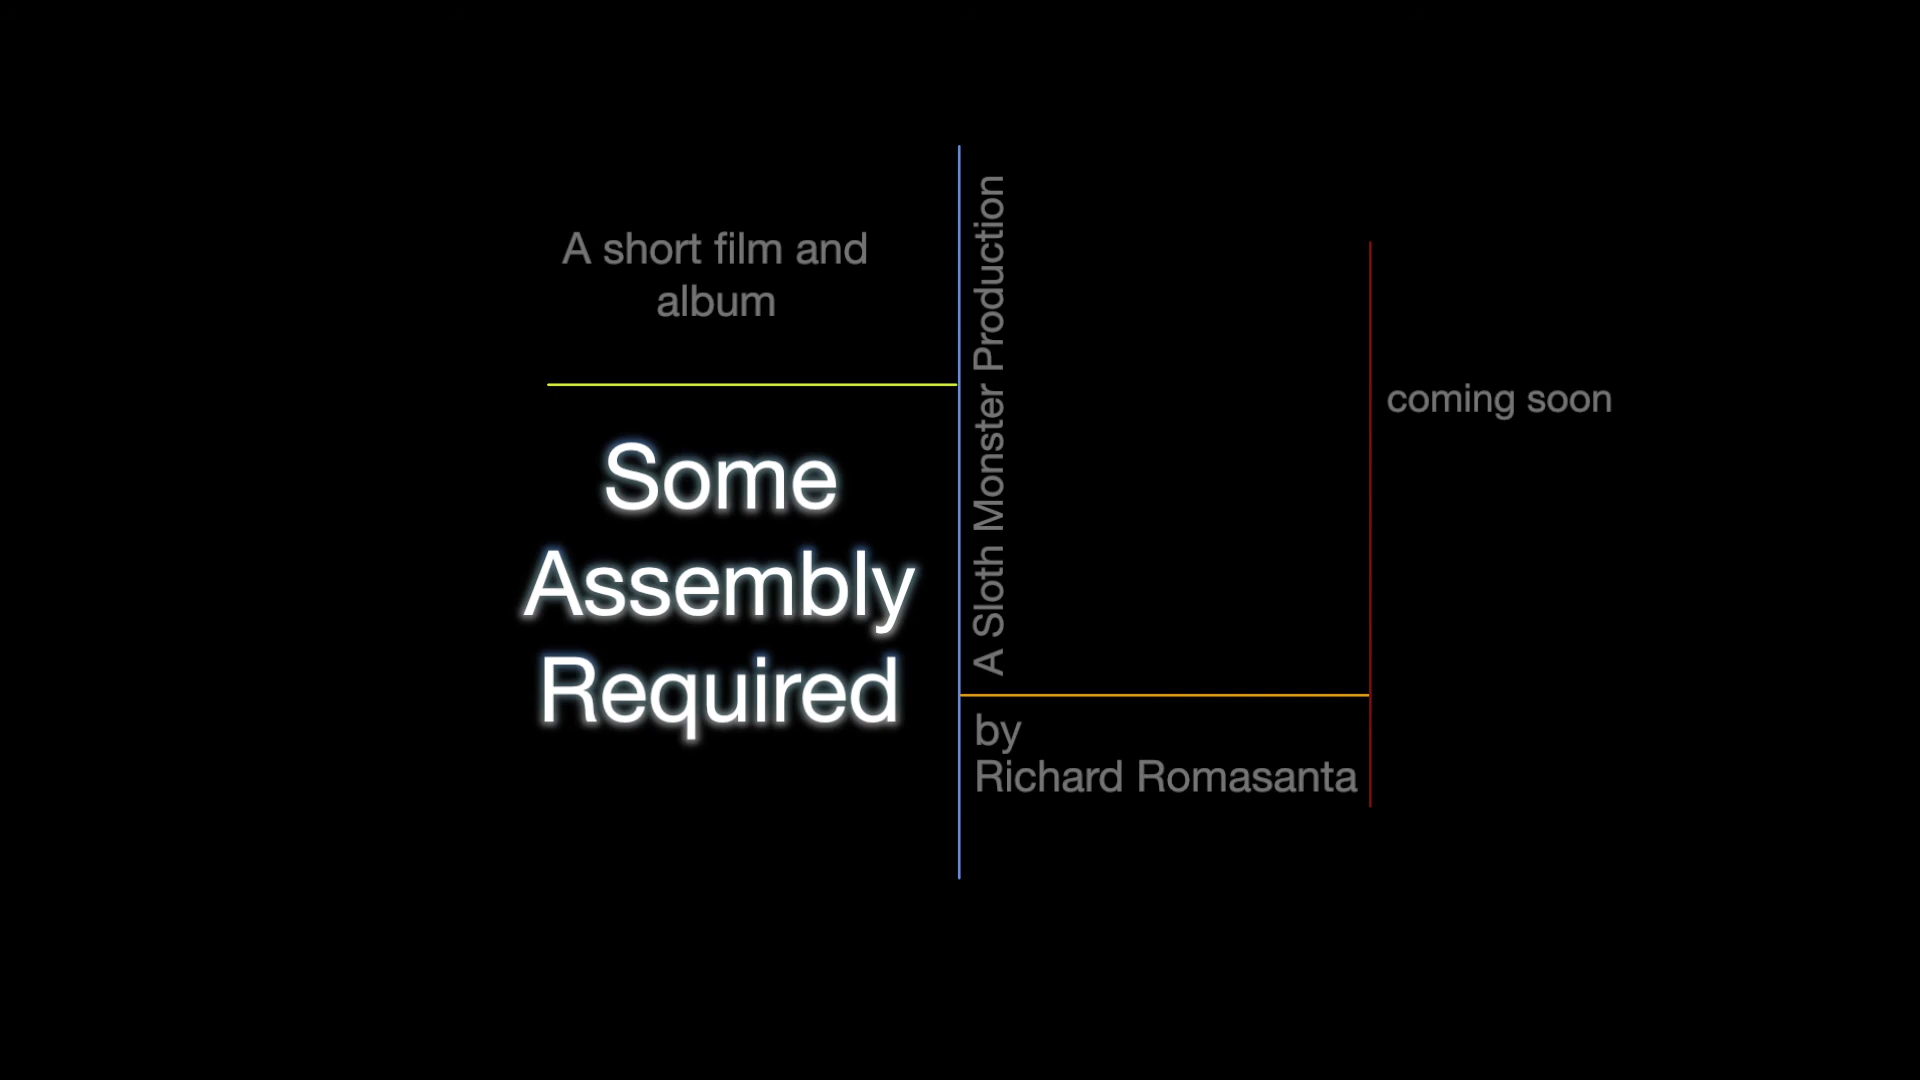 A short film and
album
Some
Assembly
Required
A Sloth Monster Production
by
Richard Romasanta
coming soon